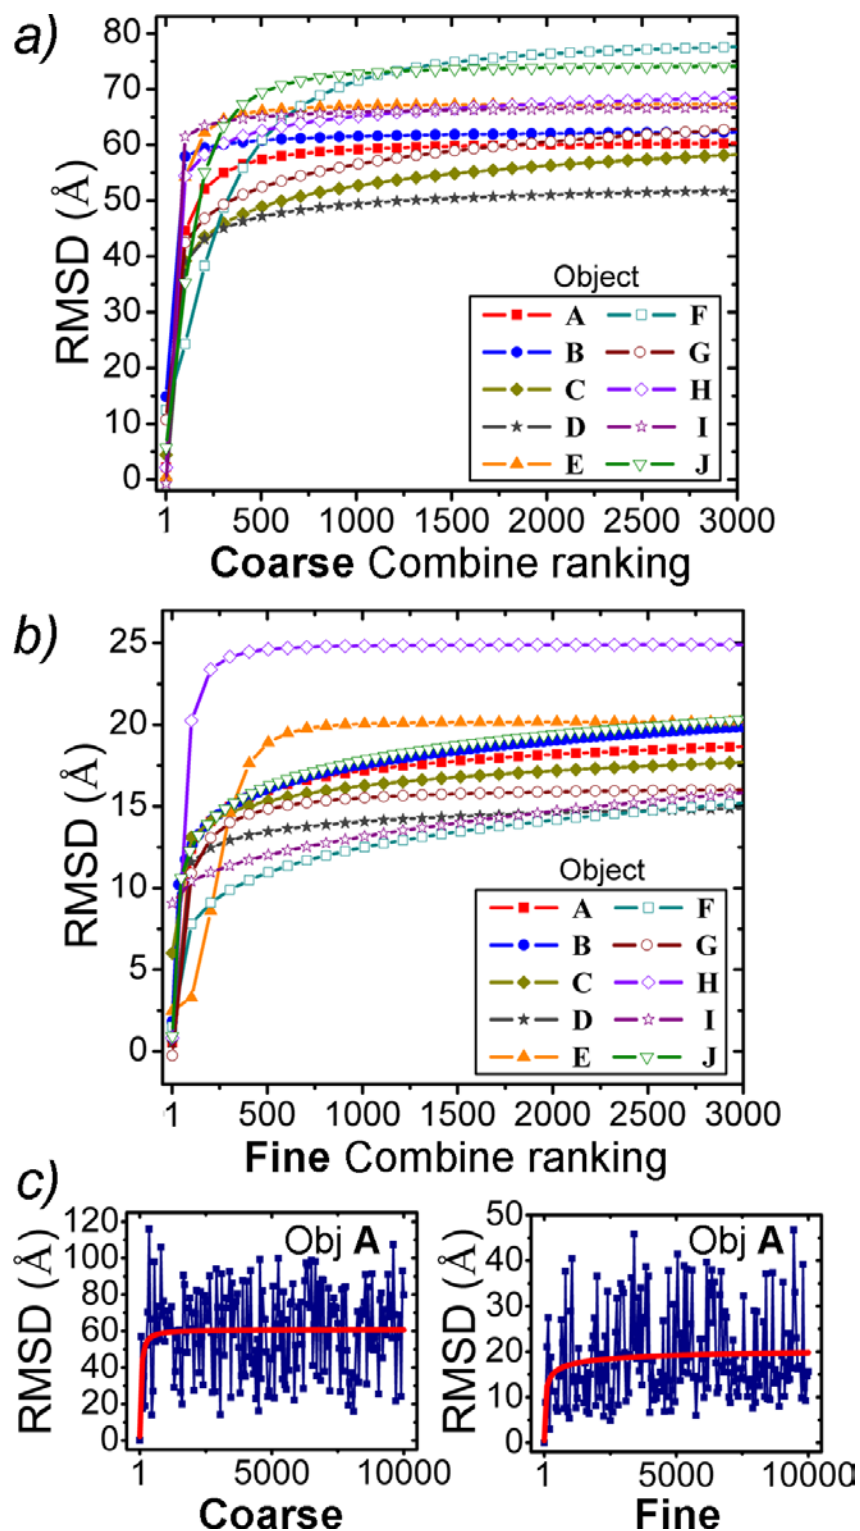 a)
80
70
60
50
40
30
20
10
0
RMSD (Å)
Object
A F
B G
C H
D I
E J
1 500 1000 1500 2000 2500 3000
Coarse Combine ranking
b)
25
20
15
10
5
0
RMSD (Å)
Object
A F
B G
C H
D I
E J
1 500 1000 1500 2000 2500 3000
Fine Combine ranking
c)
120
100
80
60
40
20
0
RMSD (Å)
Obj A
1 5000 10000
Coarse
50
40
30
20
10
0
RMSD (Å)
Obj A
1 5000 10000
Fine